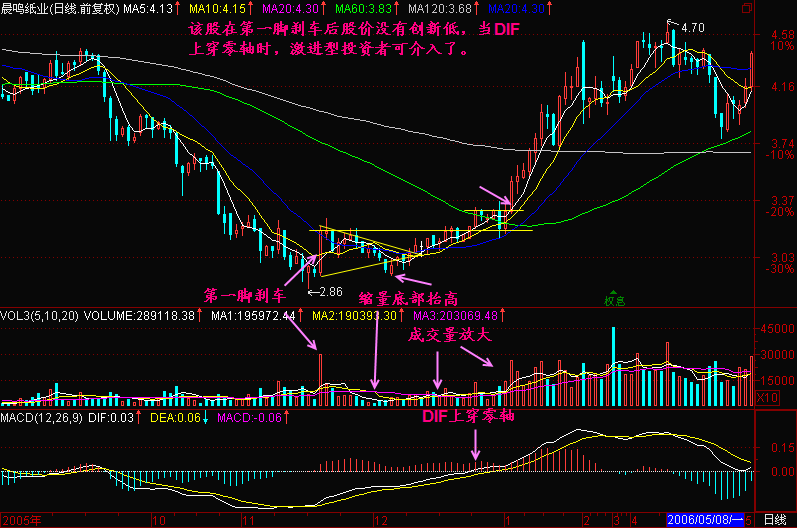 晨鸣纸业(日线.前复权) MA5:4.13 MA10:4.15 MA20:4.30 MA60:3.83 MA120:3.68 MA20:4.30
该股在第一脚刹车后股价没有创新低，当DIF
上穿零轴时，激进型投资者可介入了。
4.70
4.58
10%
4.16
3.74
-10%
3.37
-20%
3.03
-30%
第一脚刹车
2.86
缩量底部抬高
权息
VOL3(5,10,20) VOLUME:289118.38 MA1:195972.44 MA2:190393.30 MA3:203069.48
成交量放大
45000
30000
15000
X10
MACD(12,26,9) DIF:0.03 DEA:0.06 MACD:-0.06
DIF上穿零轴
0.15
0.00
2005年 10 11 12 1 2 3 4 2006/05/08/一 6 日线